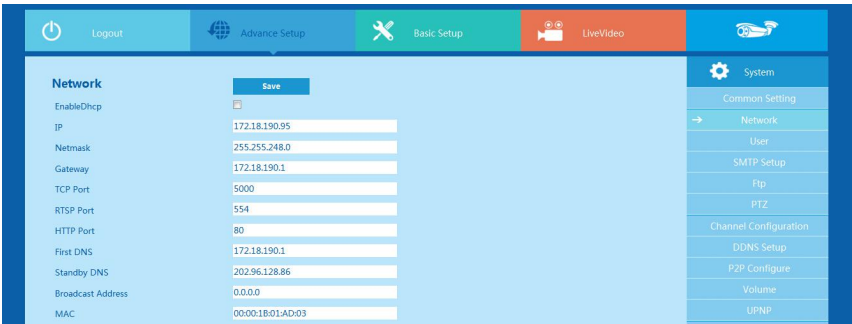 Logout
Advance Setup
Basic Setup
LiveVideo
Network
Save
EnableDhcp
IP 172.18.190.95
Netmask 255.255.248.0
Gateway 172.18.190.1
TCP Port 5000
RTSP Port 554
HTTP Port 80
First DNS 172.18.190.1
Standby DNS 202.96.128.86
Broadcast Address 0.0.0.0
MAC 00:00:1B:01:AD:03
System
Common Setting
Network
User
SMTP Setup
Ftp
PTZ
Channel Configuration
DDNS Setup
P2P Configure
Volume
UPNP